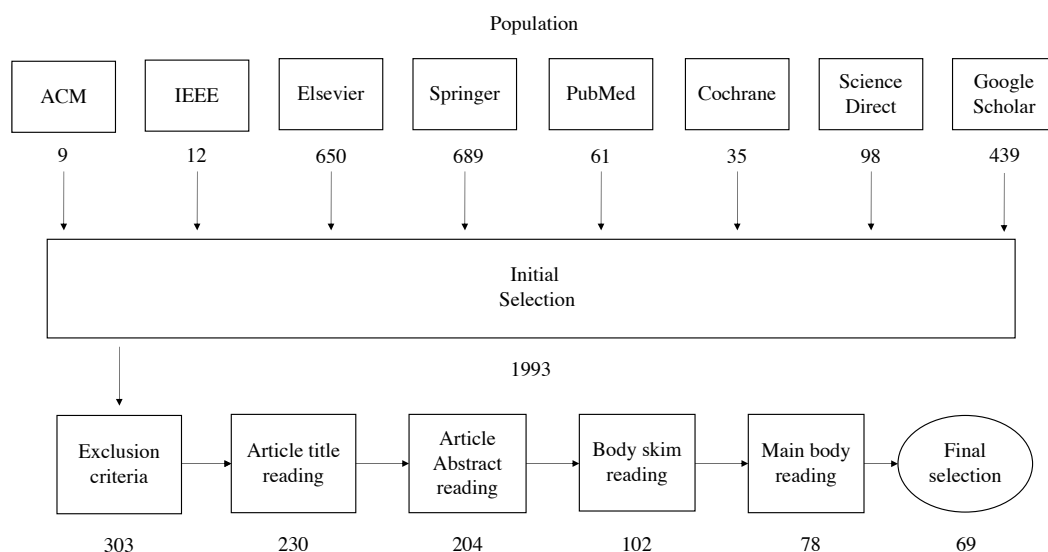 Population
ACM
IEEE
Elsevier
Springer
PubMed
Cochrane
Science
Direct
Google
Scholar
9
12
650
689
61
35
98
439
Initial
Selection
1993
Exclusion
criteria
Article title
reading
Article
Abstract
reading
Body skim
reading
Main body
reading
Final
selection
303
230
204
102
78
69